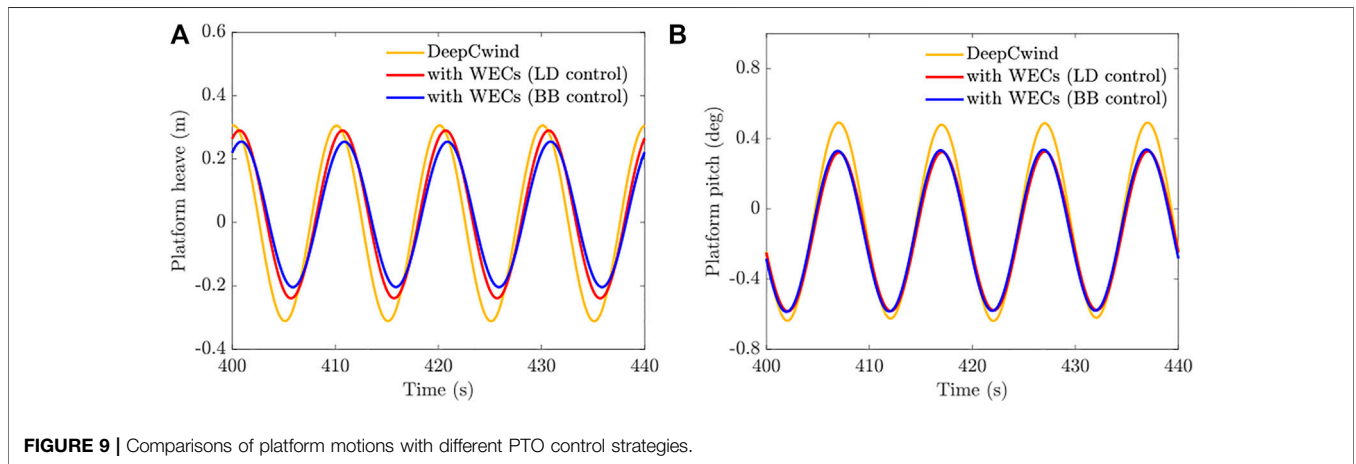 A
0.6
0.4
0.2
0
-0.2
-0.4
Platform heave (m)
DeepCwind
with WECs (LD control)
with WECs (BB control)
400
410
420
430
440
Time (s)
B
0.8
0.4
0
-0.4
-0.8
Platform pitch (deg)
DeepCwind
with WECs (LD control)
with WECs (BB control)
400
410
420
430
440
Time (s)
FIGURE 9 | Comparisons of platform motions with different PTO control strategies.